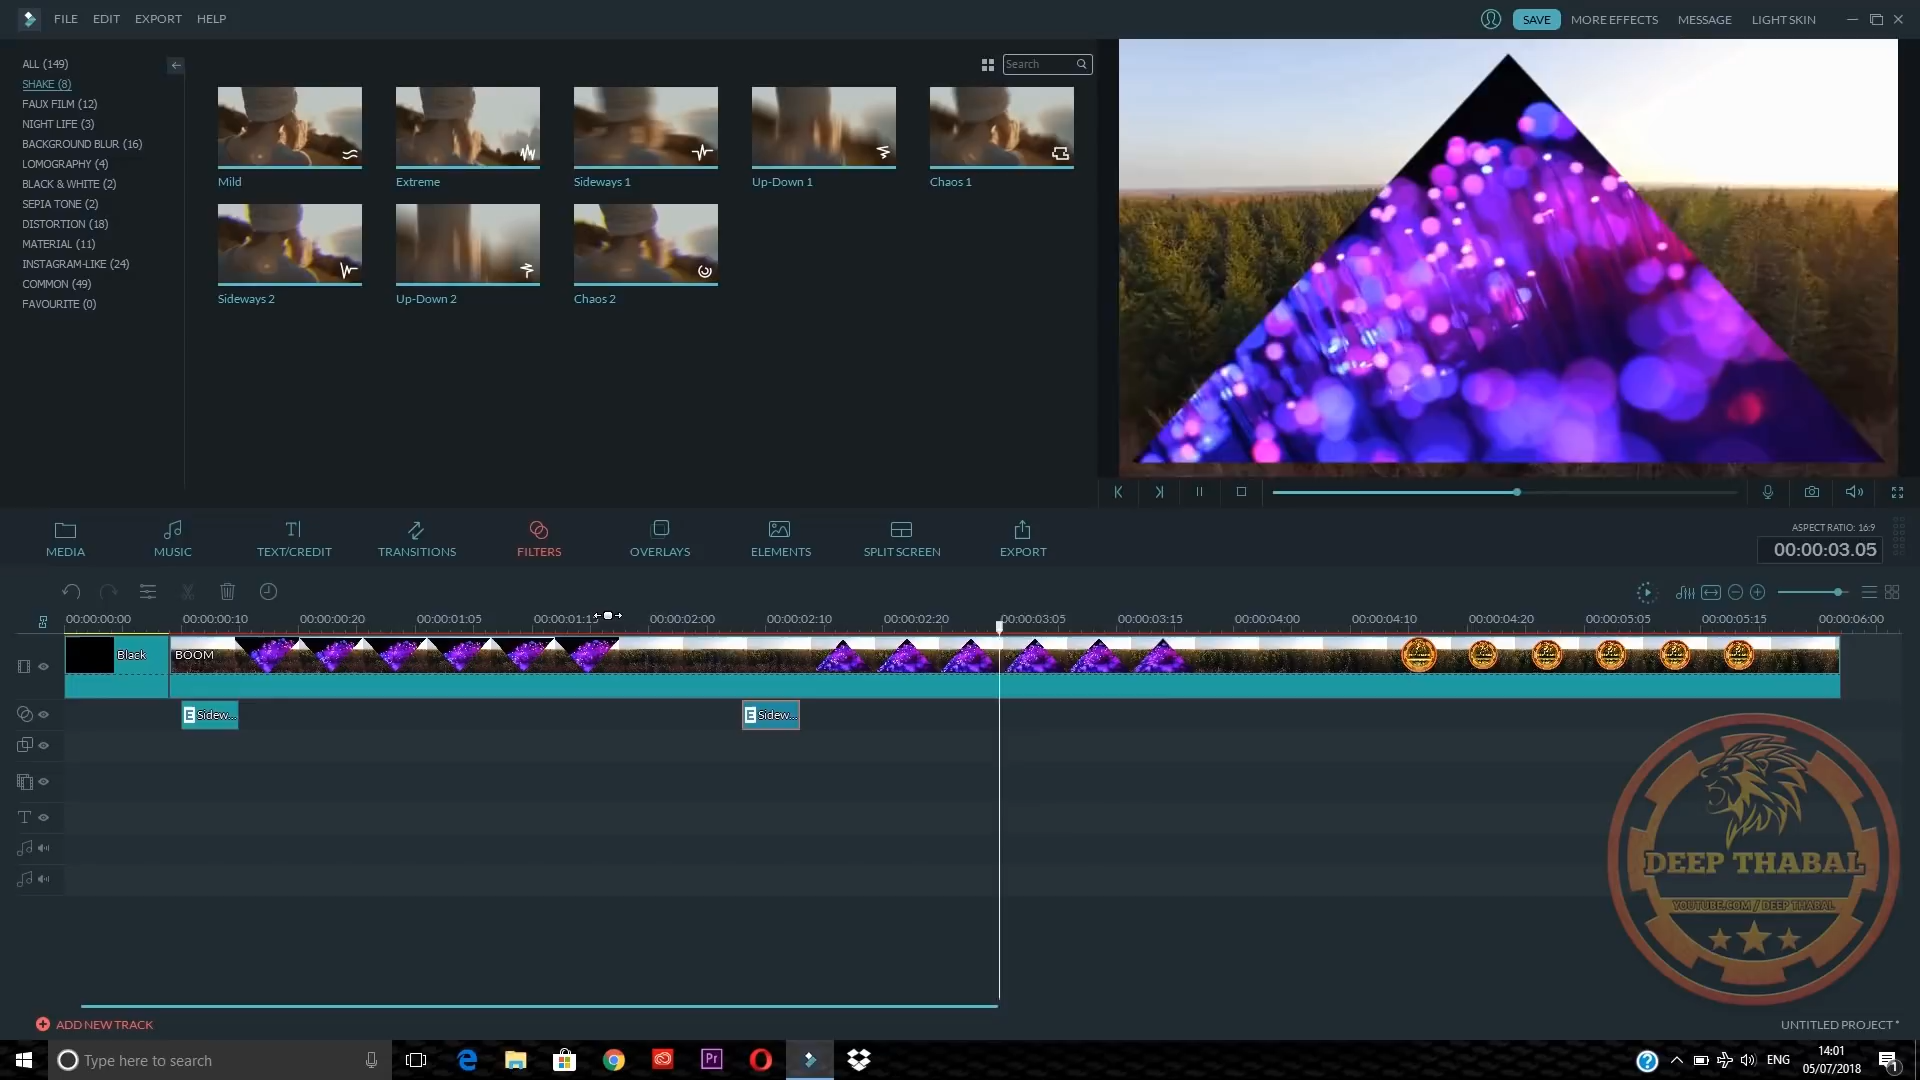 FILE EDIT EXPORT HELP
SAVE MORE EFFECTS MESSAGE LIGHT SKIN
ALL (149)
SHAKE (8)
FAUX FILM (12)
NIGHT LIFE (3)
BACKGROUND BLUR (16)
LOMOGRAPHY (4)
BLACK & WHITE (2)
SEPIA TONE (2)
DISTORTION (18)
MATERIAL (11)
INSTAGRAM-LIKE (24)
COMMON (49)
FAVOURITE (0)
Search
Mild Extreme Sideways 1 Up-Down 1 Chaos 1
Sideways 2 Up-Down 2 Chaos 2
MEDIA MUSIC TEXT/CREDIT TRANSITIONS FILTERS OVERLAYS ELEMENTS SPLIT SCREEN EXPORT
ASPECT RATIO: 16:9
00:00:03.05
00:00:00:00 00:00:00:10 00:00:00:20 00:00:01:05 00:00:01:15 00:00:02:00 00:00:02:10 00:00:02:20 00:00:03:05 00:00:03:15 00:00:04:00 00:00:04:10 00:00:04:20 00:00:05:05 00:00:05:15 00:00:06:00
Black BOOM
E Sidew... E Sidew...
DEEP THABAL
YOUTUBE.COM / DEEP THABAL
ADD NEW TRACK
UNTITLED PROJECT *
Type here to search
Pr
ENG
14:01
05/07/2018
1